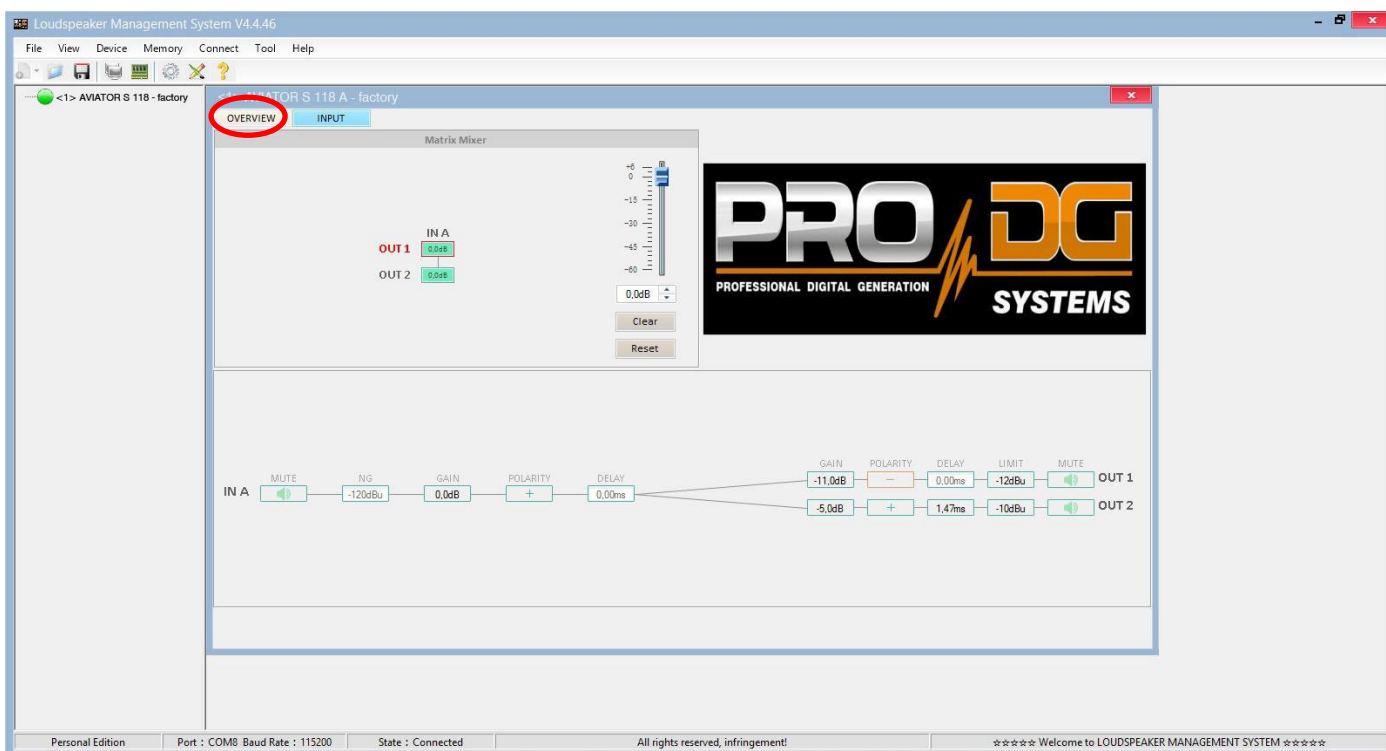 Loudspeaker Management System V4.4.46
File View Device Memory Connect Tool Help
<1> AVIATOR S 118 - factory
<1> AVIATOR S 118 A - factory
OVERVIEW INPUT
Matrix Mixer
+6
0
-15
-30
-45
-60
IN A
OUT 1 0,0dB
OUT 2 0,0dB
0,0dB
Clear
Reset
PRO DG
PROFESSIONAL DIGITAL GENERATION
SYSTEMS
GAIN POLARITY DELAY LIMIT MUTE
-11,0dB - 0,00ms -12dBu OUT 1
MUTE NG GAIN POLARITY DELAY
IN A -120dBu 0,0dB + 0,00ms
-5,0dB + 1,47ms -10dBu OUT 2
Personal Edition Port : COM8 Baud Rate : 115200 State : Connected All rights reserved, infringement! ☆☆☆☆☆ Welcome to LOUDSPEAKER MANAGEMENT SYSTEM ☆☆☆☆☆